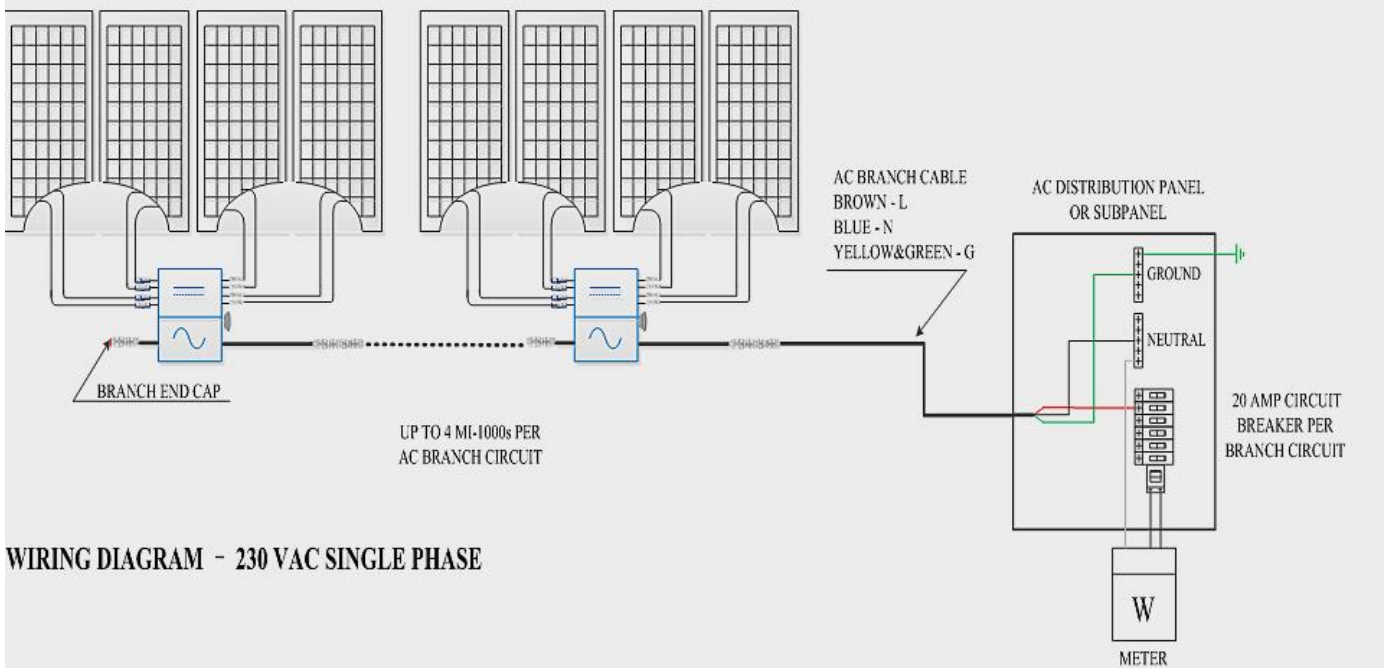 AC BRANCH CABLE
BROWN - L
BLUE - N
YELLOW&GREEN - G
AC DISTRIBUTION PANEL
OR SUBPANEL
GROUND
NEUTRAL
BRANCH END CAP
UP TO 4 MI-1000s PER
AC BRANCH CIRCUIT
20 AMP CIRCUIT
BREAKER PER
BRANCH CIRCUIT
WIRING DIAGRAM - 230 VAC SINGLE PHASE
W
METER